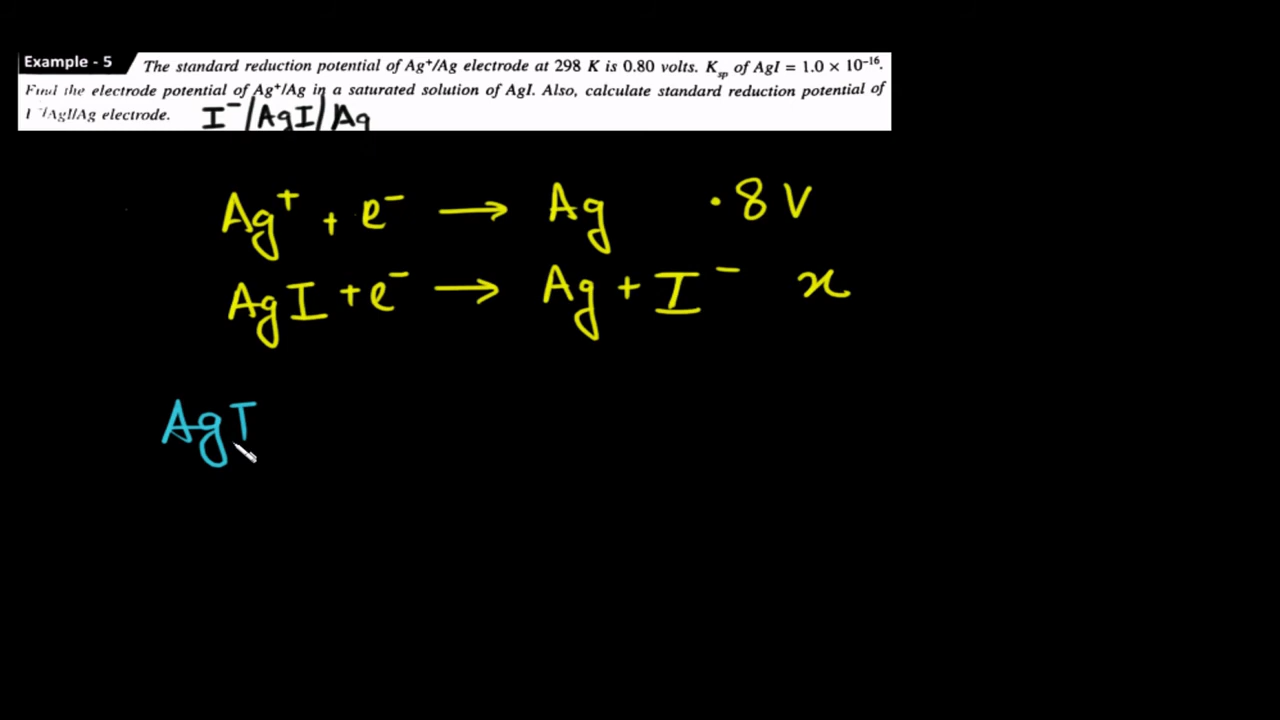 Example - 5 The standard reduction potential of Ag⁺/Ag electrode at 298 K is 0.80 volts. Kₛₚ of AgI = 1.0 × 10⁻¹⁶.
Find the electrode potential of Ag⁺/Ag in a saturated solution of AgI. Also, calculate standard reduction potential of
I⁻/AgI/Ag electrode. I⁻/AgI/Ag
Ag⁺ + e⁻ → Ag .8 V
AgI + e⁻ → Ag + I⁻ x
AgT